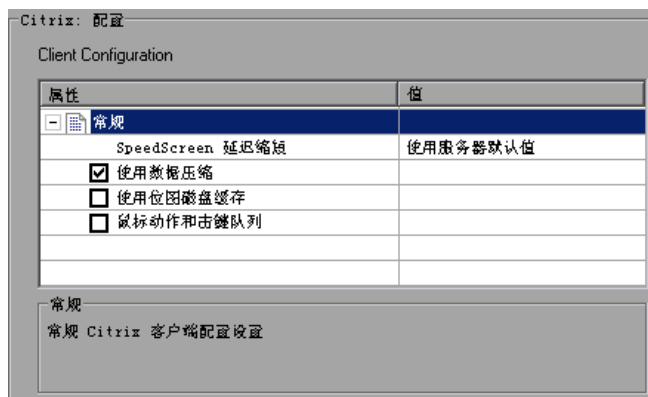 Citrix: 配置
Client Configuration
属性 值
常规
SpeedScreen 延迟缩短 使用服务器默认值
使用数据压缩
使用位图磁盘缓存
鼠标动作和击键队列
常规
常规 Citrix 客户端配置设置